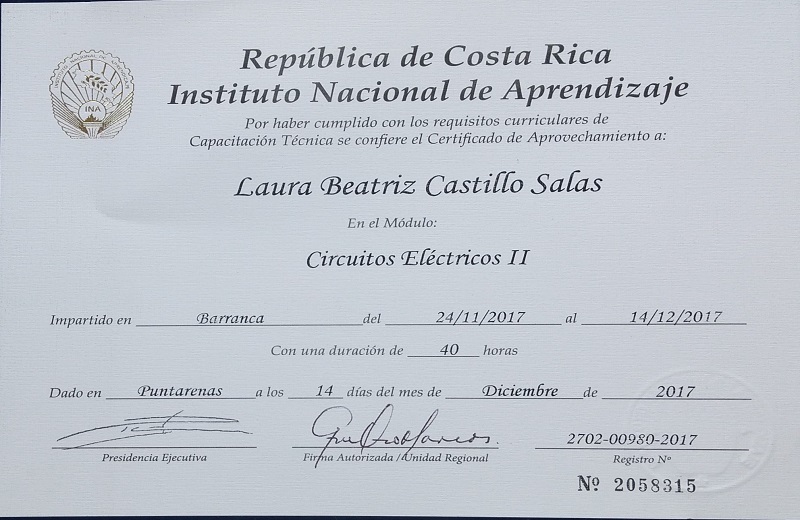 República de Costa Rica
Instituto Nacional de Aprendizaje
Por haber cumplido con los requisitos curriculares de
Capacitación Técnica se confiere el Certificado de Aprovechamiento a:
Laura Beatriz Castillo Salas
En el Módulo:
Circuitos Eléctricos II
Impartido en Barranca del 24/11/2017 al 14/12/2017
Con una duración de 40 horas
Dado en Puntarenas a los 14 días del mes de Diciembre de 2017
2702-00980-2017
Presidencia Ejecutiva Firma Autorizada /Unidad Regional Registro Nº
Nº 2058315
INA